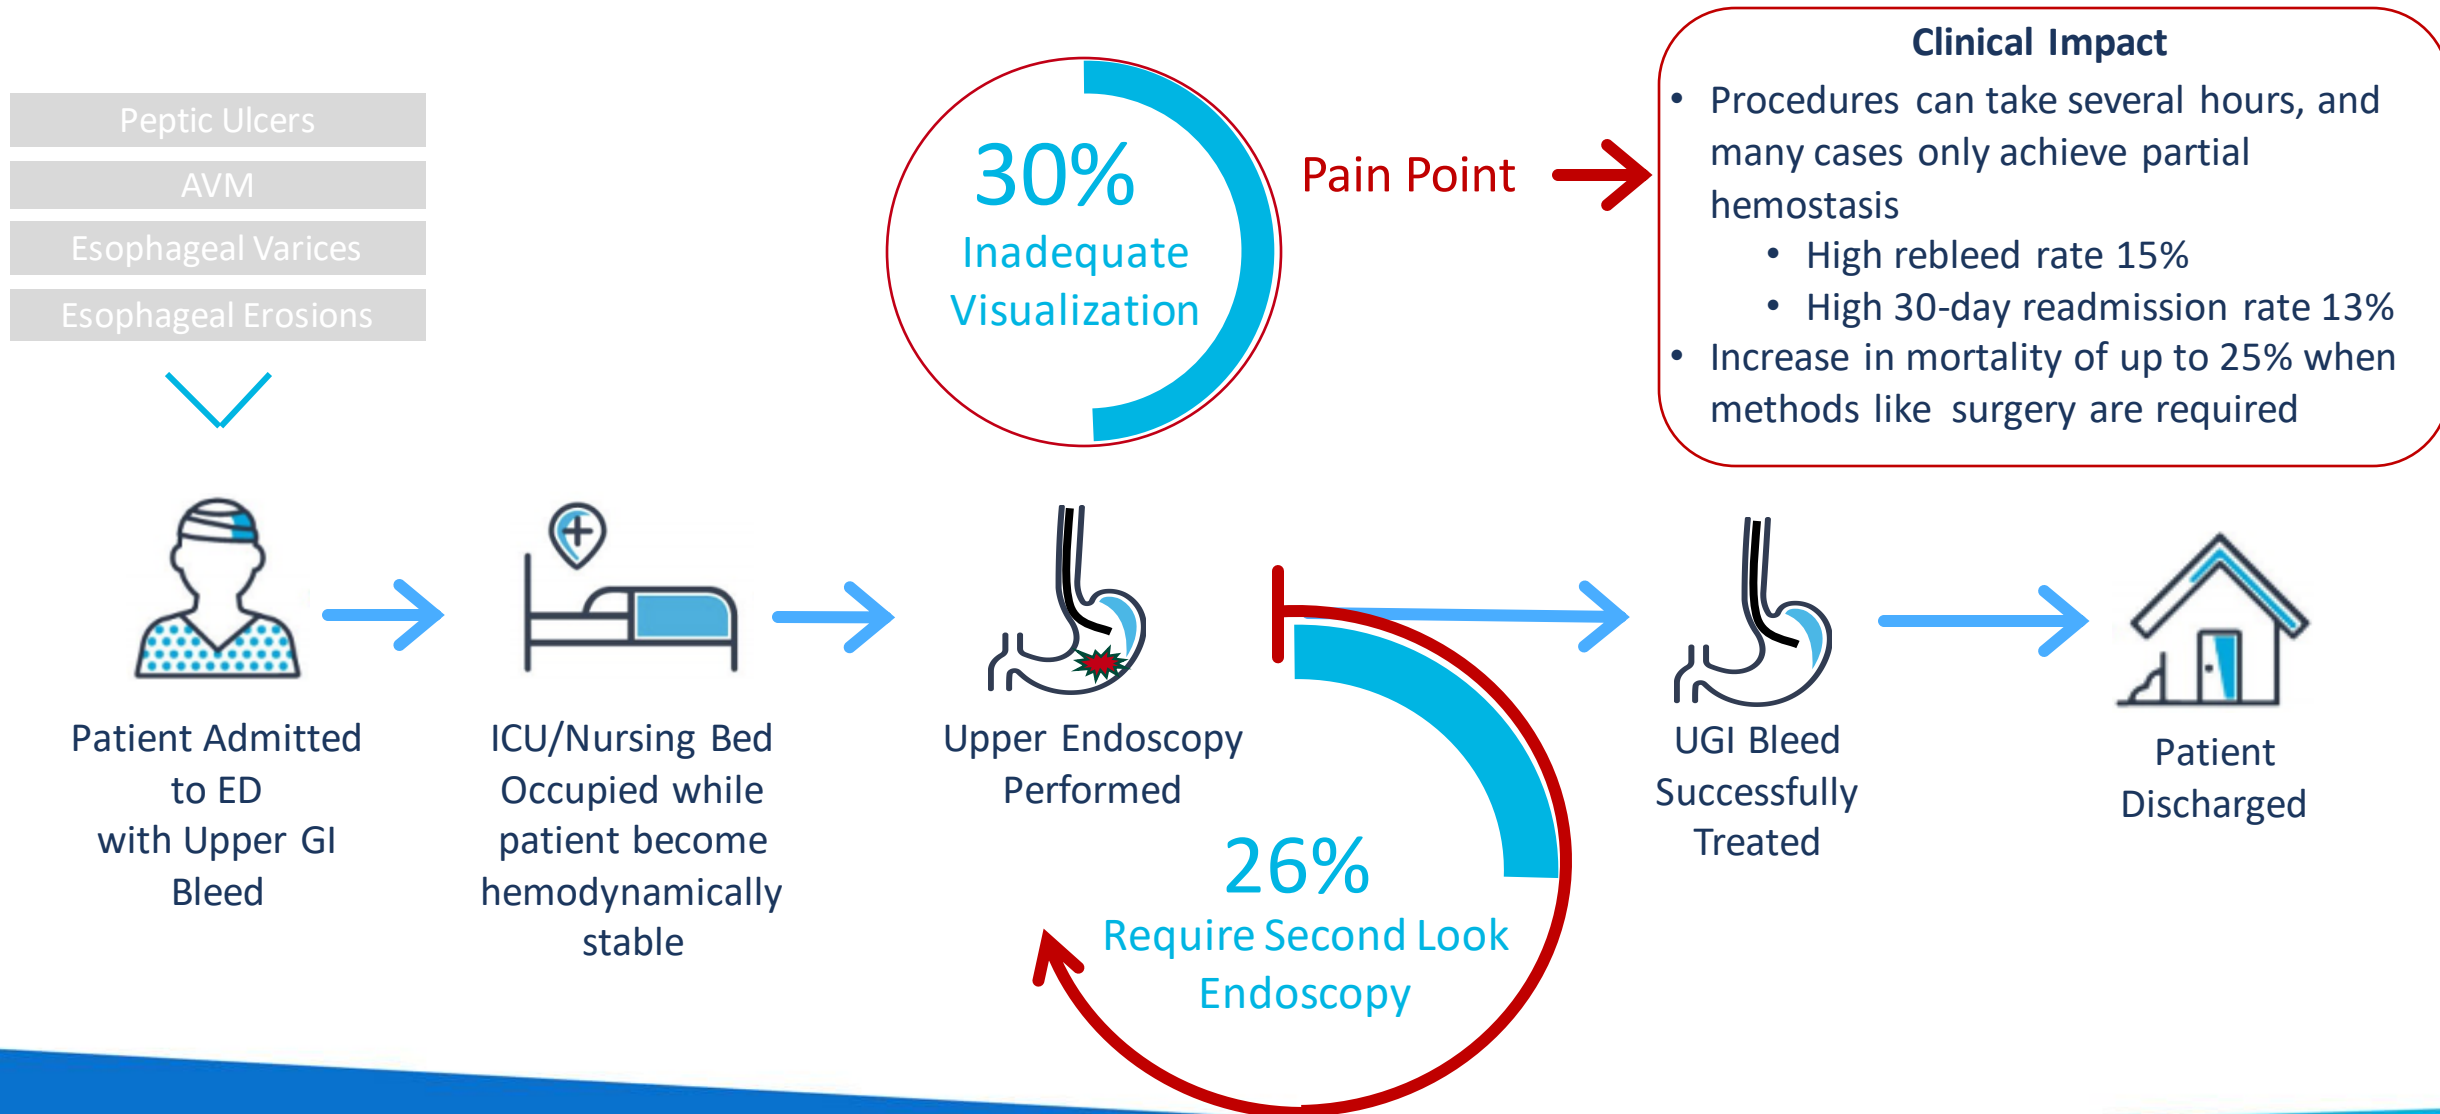 Peptic Ulcers
AVM
Esophageal Varices
Esophageal Erosions
30%
Inadequate
Visualization
Pain Point
Clinical Impact
• Procedures can take several hours, and
many cases only achieve partial
hemostasis
• High rebleed rate 15%
• High 30-day readmission rate 13%
• Increase in mortality of up to 25% when
methods like surgery are required
Patient Admitted
to ED
with Upper GI
Bleed
ICU/Nursing Bed
Occupied while
patient become
hemodynamically
stable
Upper Endoscopy
Performed
26%
Require Second Look
Endoscopy
UGI Bleed
Successfully
Treated
Patient
Discharged